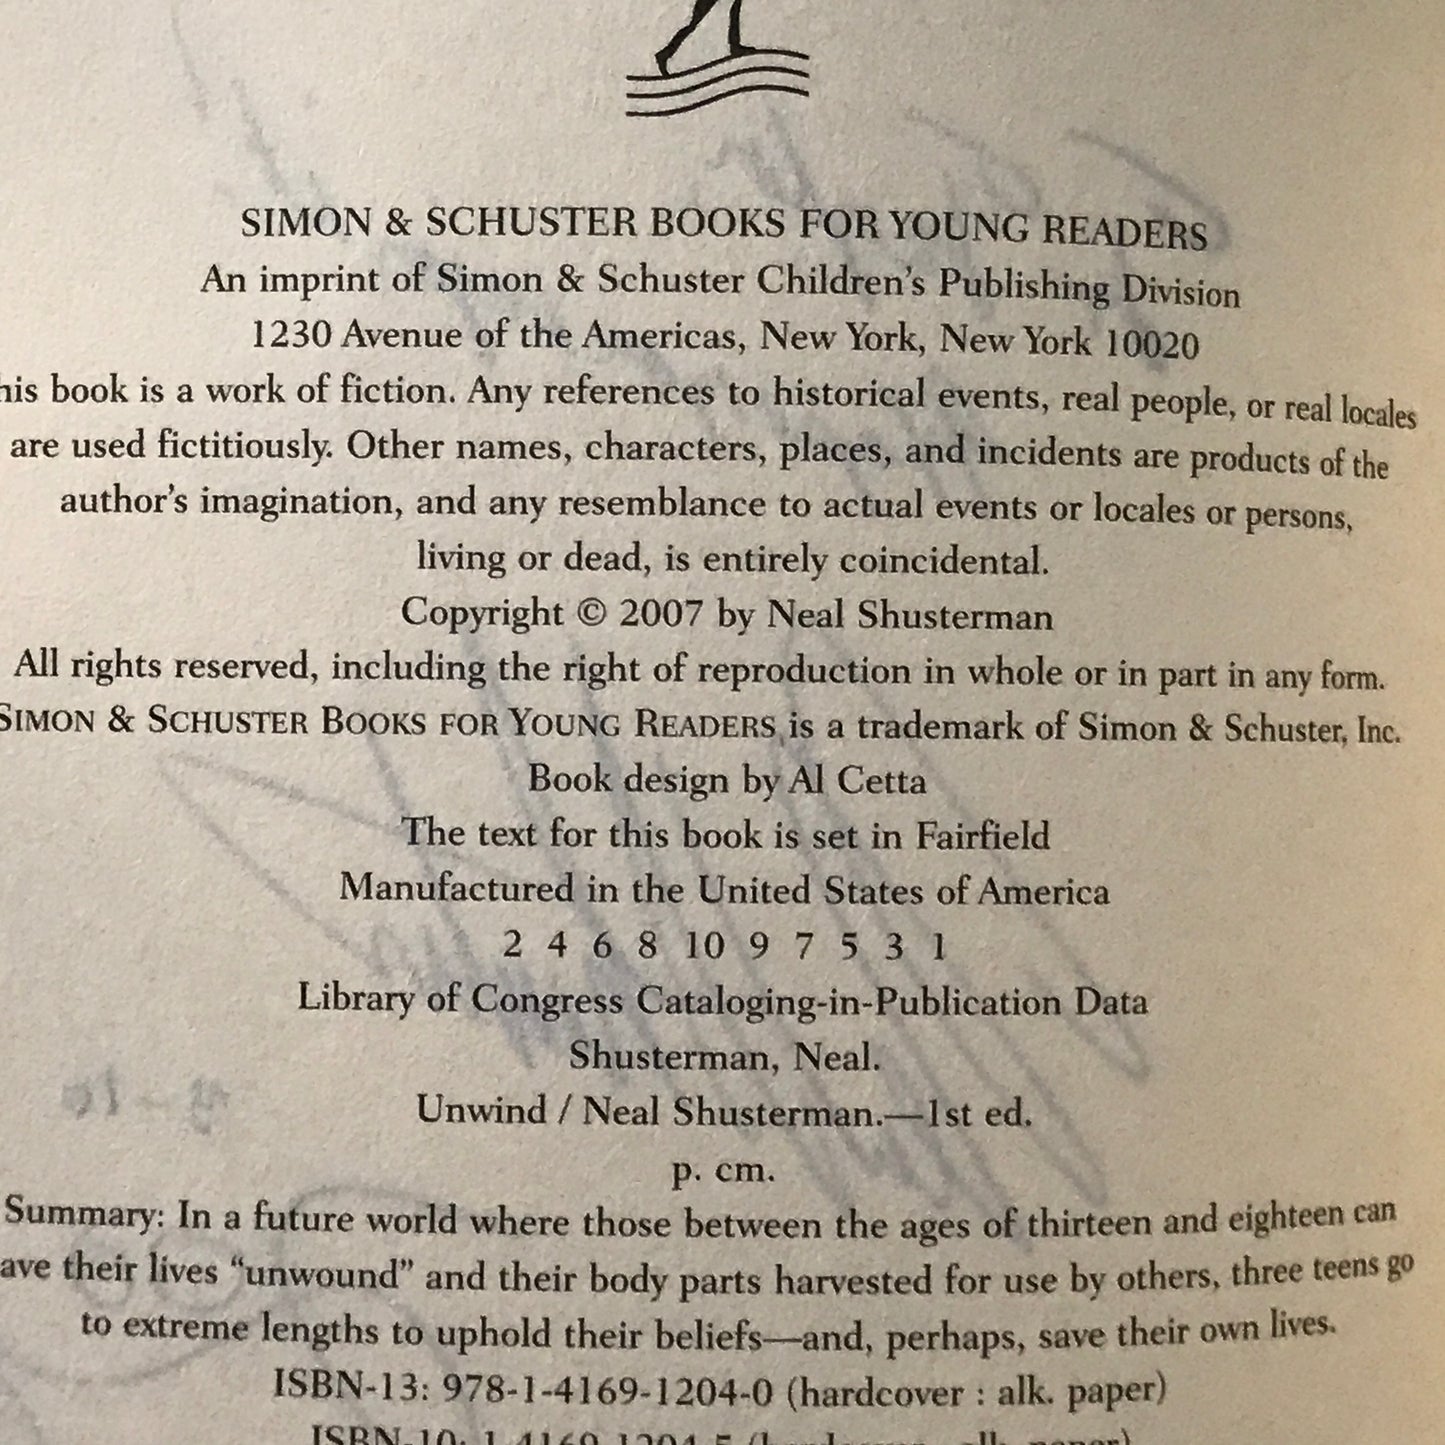 SIMON & SCHUSTER BOOKS FOR YOUNG READERS
An imprint of Simon & Schuster Children's Publishing Division
1230 Avenue of the Americas, New York, New York 10020
his book is a work of fiction. Any references to historical events, real people, or real locales
are used fictitiously. Other names, characters, places, and incidents are products of the
author's imagination, and any resemblance to actual events or locales or persons,
living or dead, is entirely coincidental.
Copyright © 2007 by Neal Shusterman
All rights reserved, including the right of reproduction in whole or in part in any form.
SIMON & SCHUSTER BOOKS FOR YOUNG READERS is a trademark of Simon & Schuster, Inc.
Book design by Al Cetta
The text for this book is set in Fairfield
Manufactured in the United States of America
2 4 6 8 10 9 7 5 3 1
Library of Congress Cataloging-in-Publication Data
Shusterman, Neal.
Unwind / Neal Shusterman.—1st ed.
p. cm.
Summary: In a future world where those between the ages of thirteen and eighteen can
ave their lives “unwound” and their body parts harvested for use by others, three teens go
to extreme lengths to uphold their beliefs—and, perhaps, save their own lives.
ISBN-13: 978-1-4169-1204-0 (hardcover : alk. paper)
ISBN-10: 1-4169-1204-5 (hardcover : alk. paper)